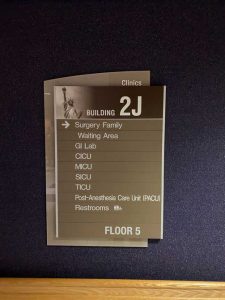 Clinics
BUILDING 2J
Surgery Family
Waiting Area
GI Lab
CICU
MICU
SICU
TICU
Post-Anesthesia Care Unit (PACU)
Restrooms
FLOOR 5